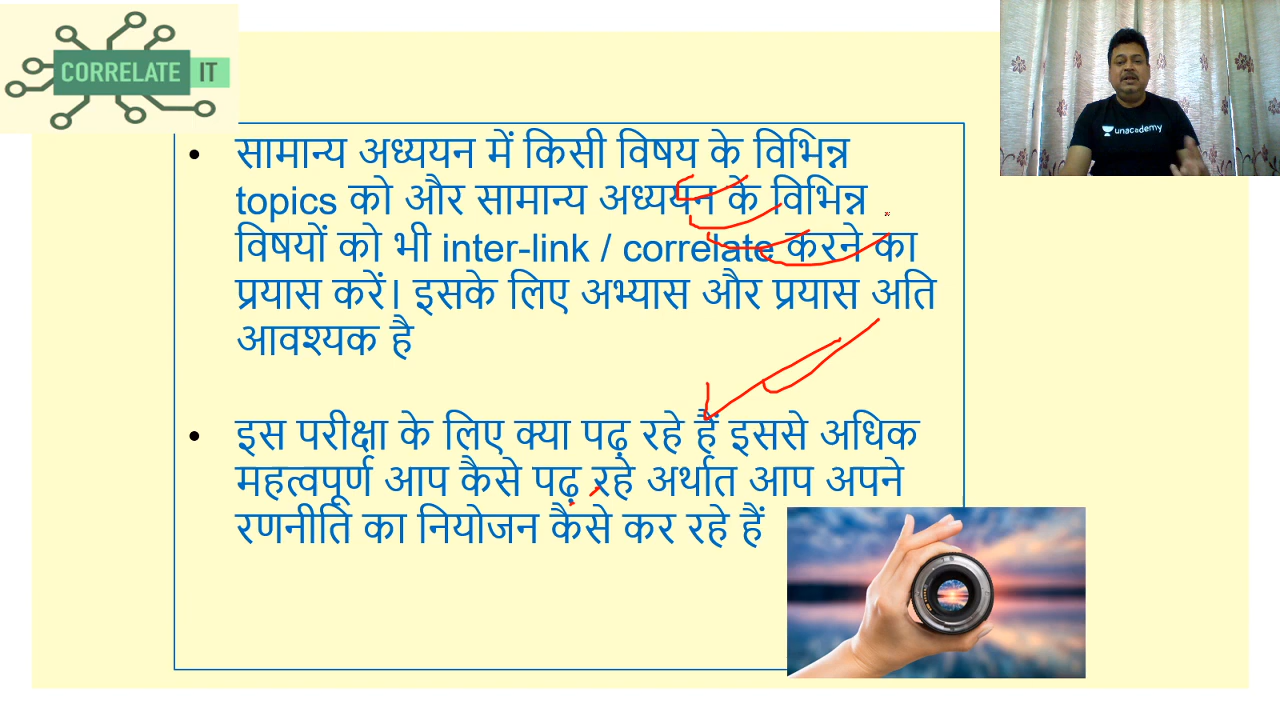 CORRELATE IT
unacademy
• सामान्य अध्ययन में किसी विषय के विभिन्न
topics को और सामान्य अध्ययन के विभिन्न
विषयों को भी inter-link / correlate करने का
प्रयास करें। इसके लिए अभ्यास और प्रयास अति
आवश्यक है
• इस परीक्षा के लिए क्या पढ़ रहे हैं इससे अधिक
महत्वपूर्ण आप कैसे पढ़ रहे अर्थात आप अपने
रणनीति का नियोजन कैसे कर रहे हैं